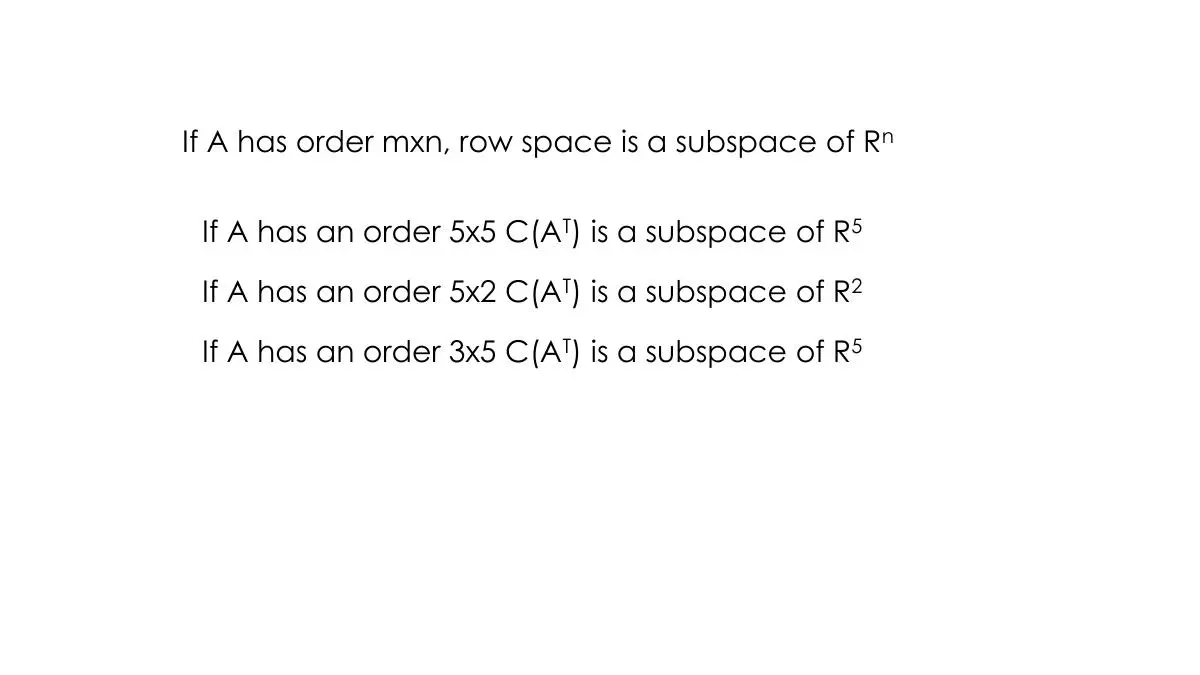 If A has order mxn, row space is a subspace of Rⁿ
If A has an order 5x5 C(Aᵀ) is a subspace of R⁵
If A has an order 5x2 C(Aᵀ) is a subspace of R²
If A has an order 3x5 C(Aᵀ) is a subspace of R⁵